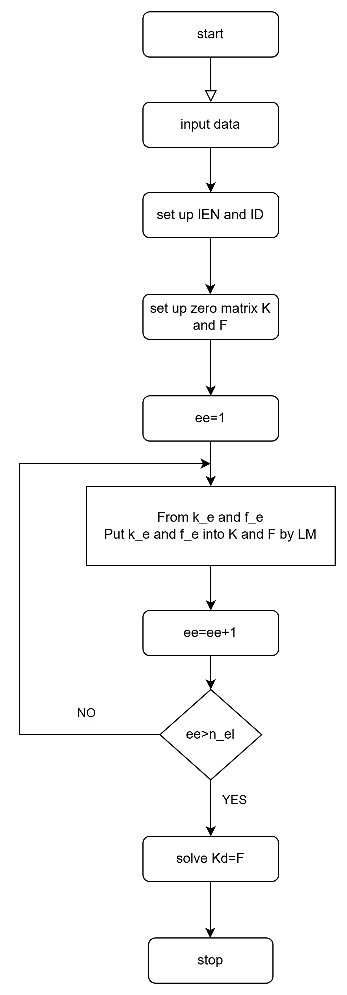 start
input data
set up IEN and ID
set up zero matrix K
and F
ee=1
From k_e and f_e
Put k_e and f_e into K and F by LM
ee=ee+1
ee>n_el
NO
YES
solve Kd=F
stop